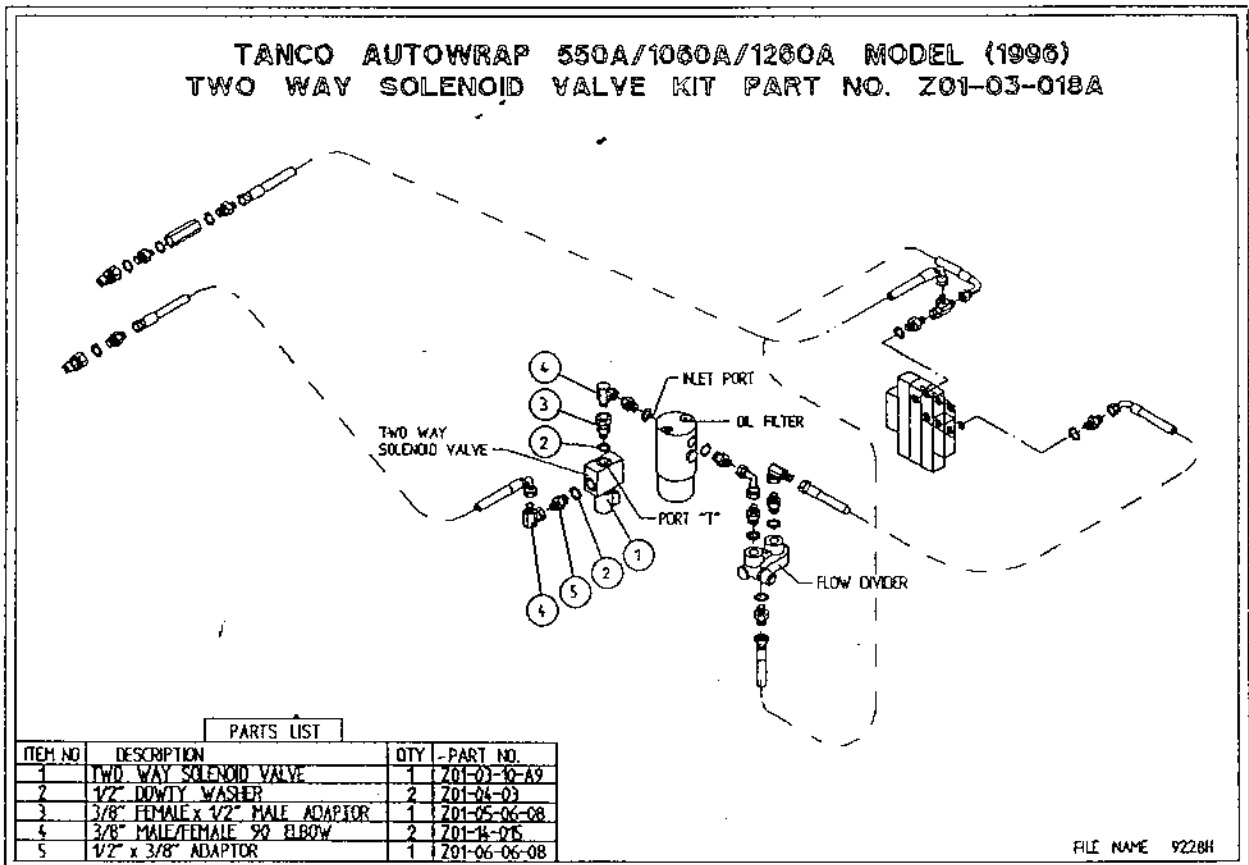 TANCO AUTOWRAP 550A/1060A/1260A MODEL (1996)
TWO WAY SOLENOID VALVE KIT PART NO. Z01-03-018A
4
INLET PORT
3
OIL FILTER
TWO WAY
SOLENOID VALVE
2
PORT "T"
1
2
5
4
FLOW DIVIDER
PARTS LIST
ITEM NO DESCRIPTION QTY PART NO.
1 TWO WAY SOLENOID VALVE 1 Z01-03-10-A9
2 1/2" DOWTY WASHER 2 Z01-04-03
3 3/8" FEMALE x 1/2" MALE ADAPTOR 1 Z01-05-06-08
4 3/8" MALE/FEMALE 90 ELBOW 2 Z01-14-015
5 1/2" x 3/8" ADAPTOR 1 Z01-06-06-08
FILE NAME 9228H